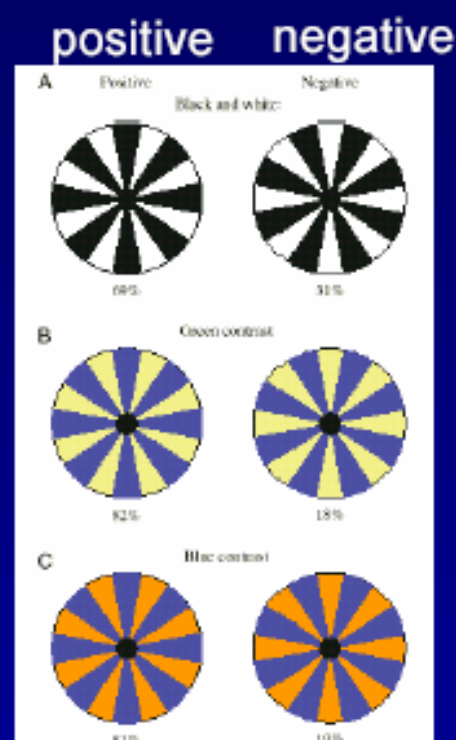 positive negative
A Positive Negative
Black and white:
69% 31%
B Green contrast
82% 18%
C Blue contrast